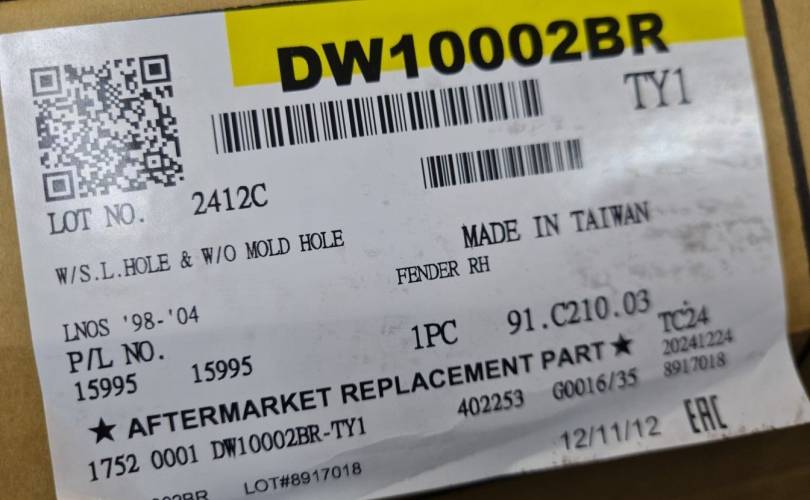 DW10002BR
TY1
LOT NO. 2412C
W/S.L.HOLE & W/O MOLD HOLE
MADE IN TAIWAN
FENDER RH
LNOS '98-'04
P/L NO. 1PC 91.C210.03 TC24
15995 15995 20241224
★ AFTERMARKET REPLACEMENT PART ★ 8917018
402253 G0016/35
1752 0001 DW10002BR-TY1
12/11/12 EAC
LOT#8917018